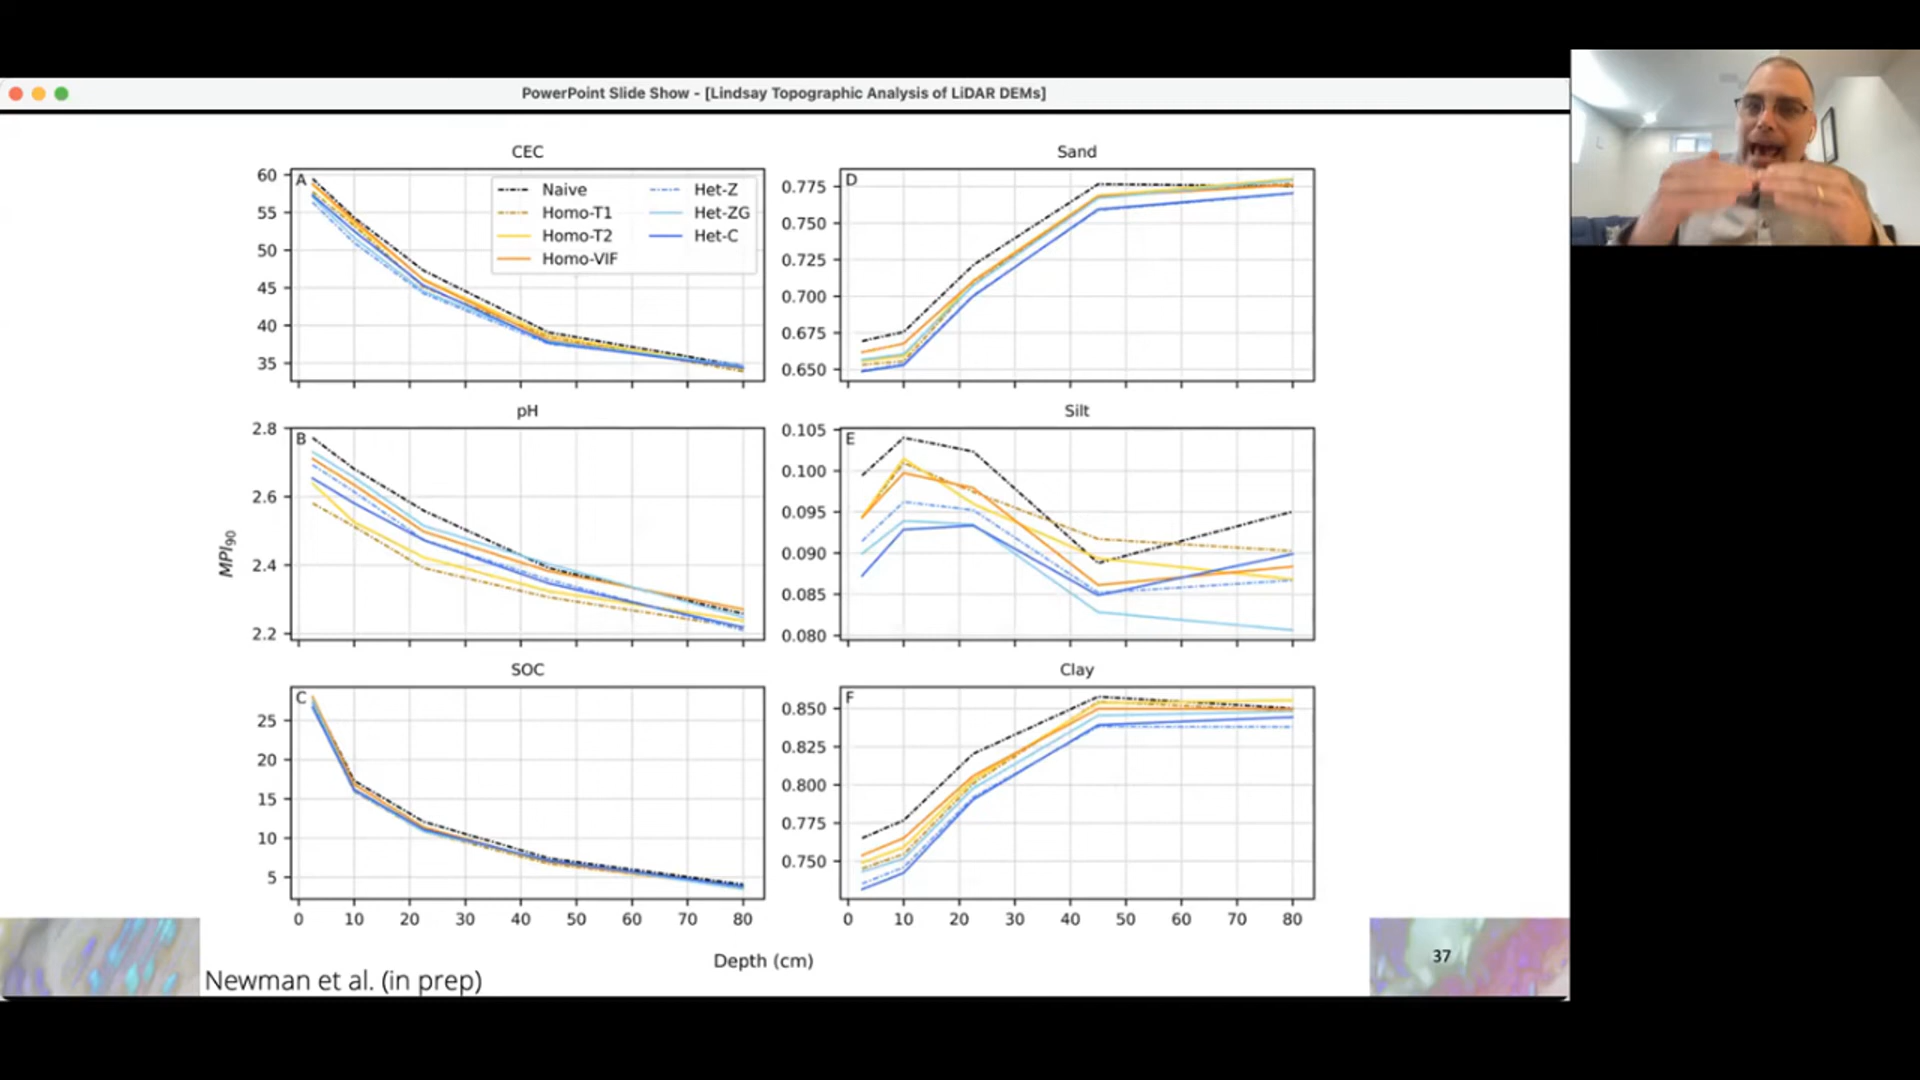 PowerPoint Slide Show - [Lindsay Topographic Analysis of LiDAR DEMs]
CEC
A
60
55
50
45
40
35
Naive
Homo-T1
Homo-T2
Homo-VIF
Het-Z
Het-ZG
Het-C
Sand
D
0.775
0.750
0.725
0.700
0.675
0.650
pH
B
2.8
2.6
2.4
2.2
MPI90
Silt
E
0.105
0.100
0.095
0.090
0.085
0.080
SOC
C
25
20
15
10
5
0 10 20 30 40 50 60 70 80
Clay
F
0.850
0.825
0.800
0.775
0.750
0 10 20 30 40 50 60 70 80
Depth (cm)
Newman et al. (in prep)
37